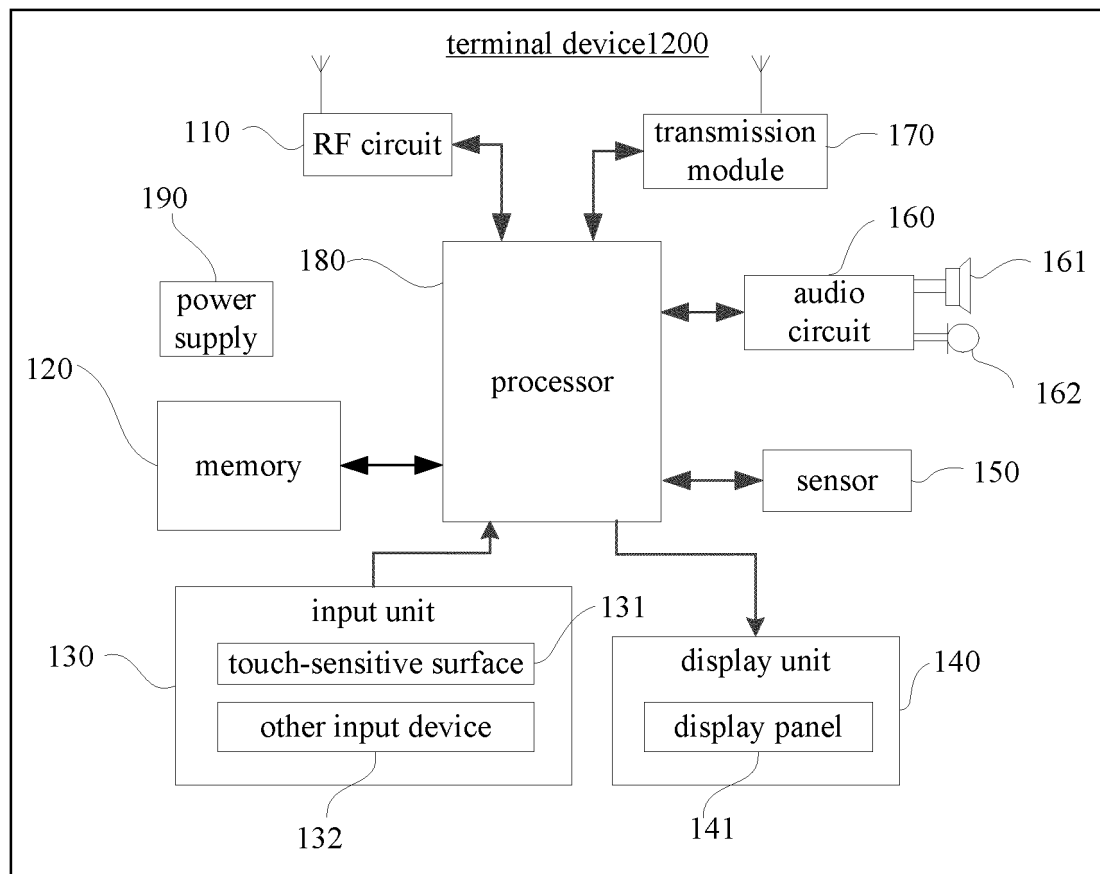 terminal device1200
110
RF circuit
transmission
module
170
190
power
supply
180
processor
160
audio
circuit
161
162
120
memory
sensor
150
input unit
131
130
touch-sensitive surface
other input device
132
display unit
140
display panel
141